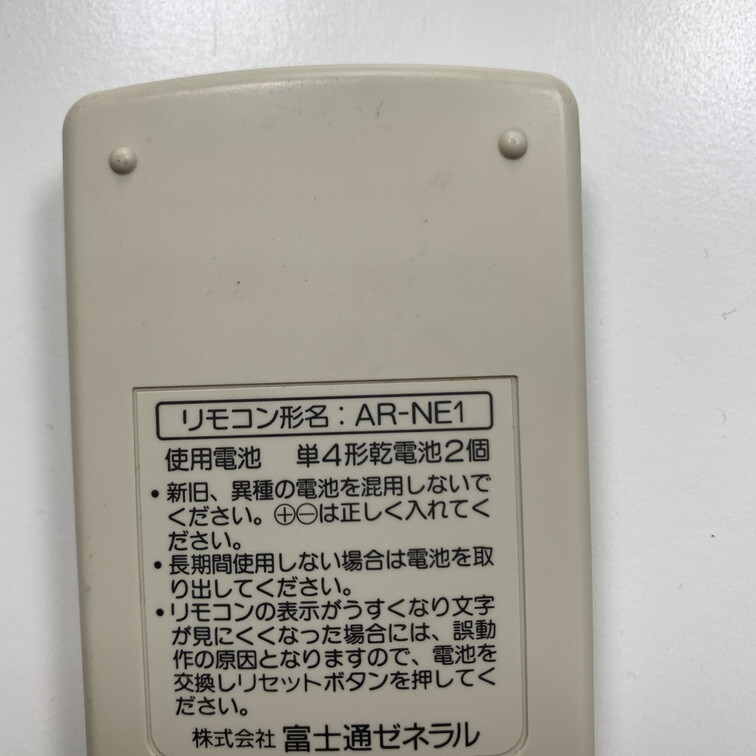 リモコン形名：AR-NE1
使用電池　単4形乾電池2個
•新旧、異種の電池を混用しないで
ください。⊕⊖は正しく入れてく
ださい。
•長期間使用しない場合は電池を取
り出してください。
•リモコンの表示がうすくなり文字
が見にくくなった場合には、誤動
作の原因となりますので、電池を
交換しリセットボタンを押してく
ださい。
株式会社 富士通ゼネラル